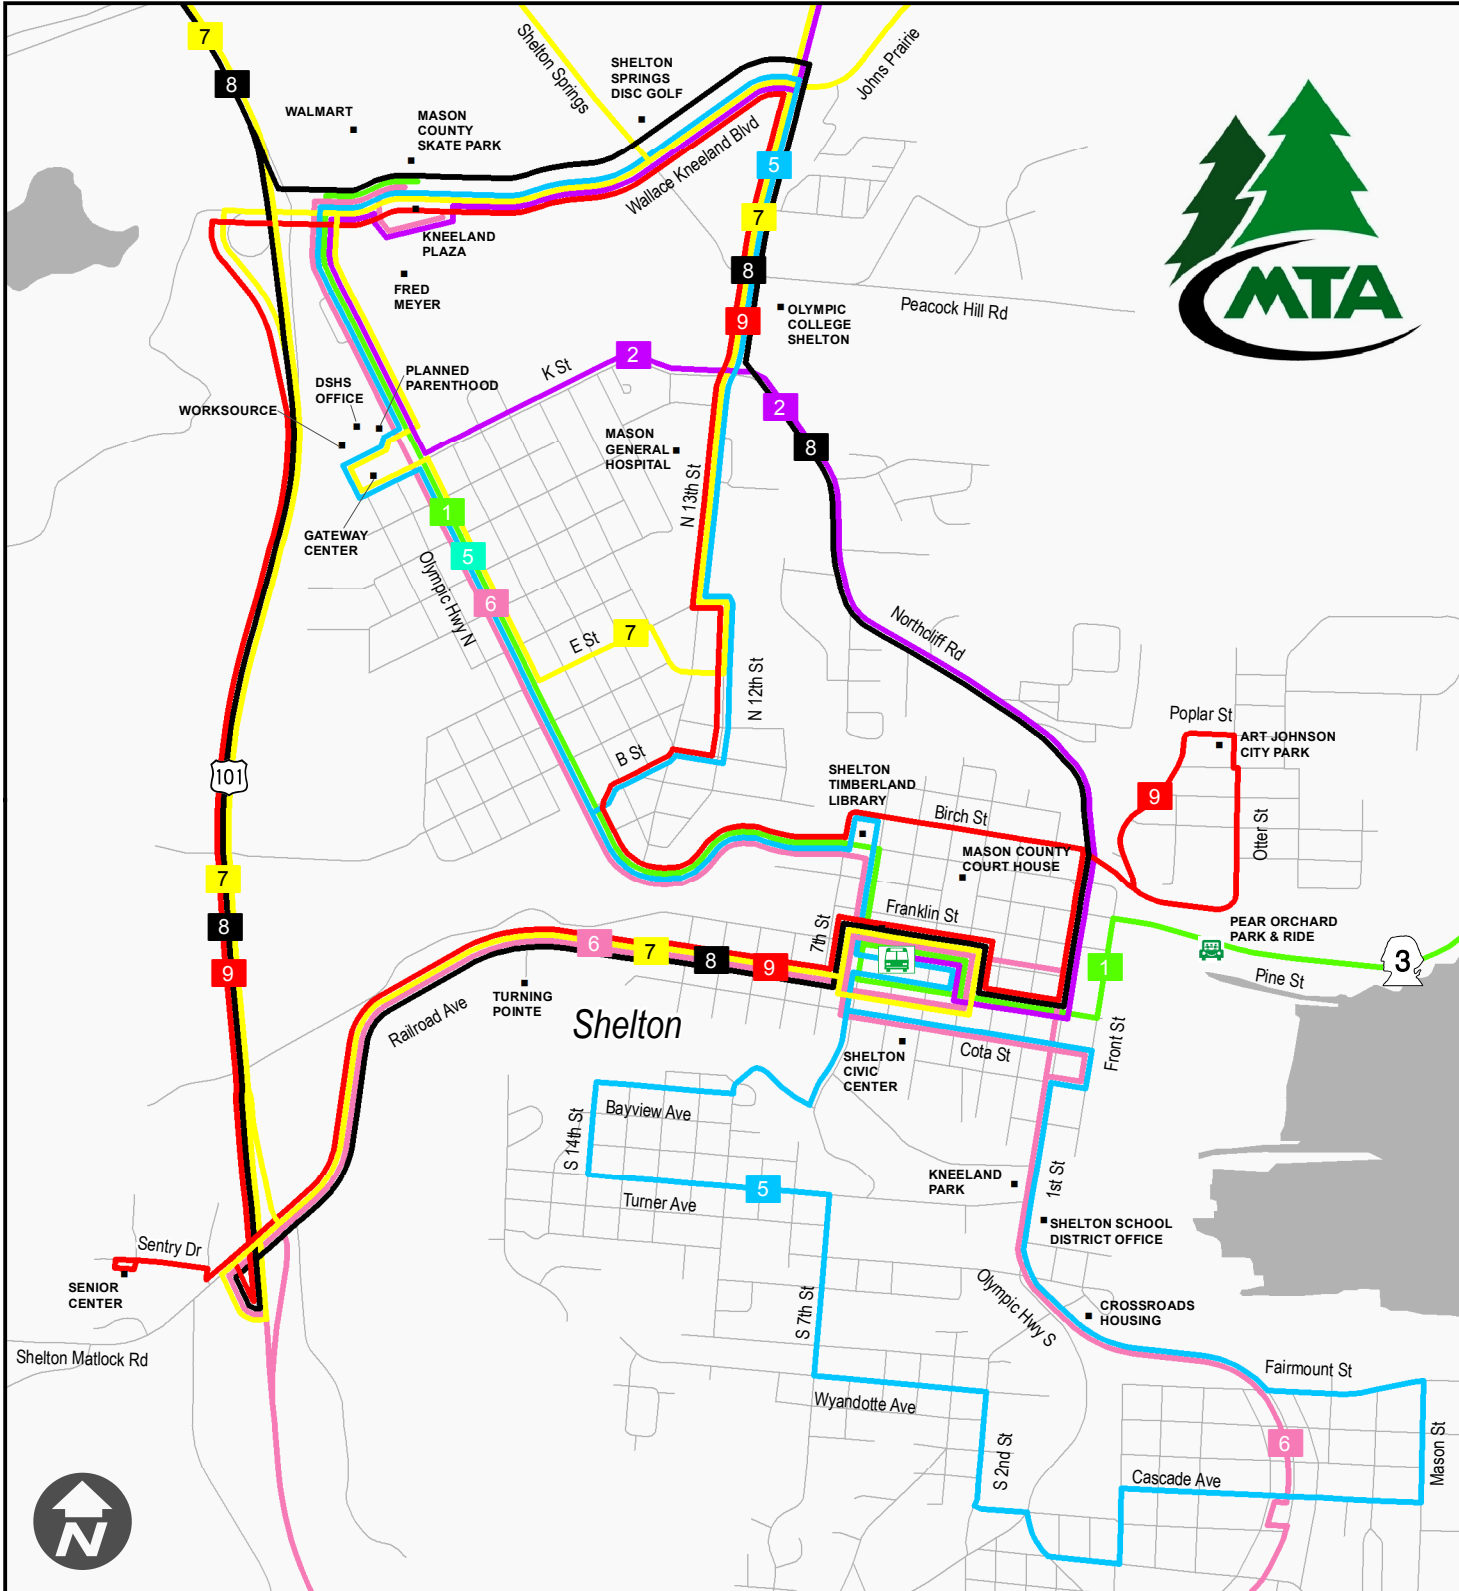 7
8
WALMART
MASON
COUNTY
SKATE PARK
Shelton Springs
SHELTON
SPRINGS
DISC GOLF
Johns Prairie
Wallace Kneeland Blvd
5
7
8
9
KNEELAND
PLAZA
FRED
MEYER
OLYMPIC
COLLEGE
SHELTON
Peacock Hill Rd
MTA
PLANNED
PARENTHOOD
DSHS
OFFICE
WORKSOURCE
K St
2
2
8
MASON
GENERAL
HOSPITAL
N 13th St
GATEWAY
CENTER
1
5
6
Olympic Hwy N
E St
7
N 12th St
B St
Northcliff Rd
101
Poplar St
ART JOHNSON
CITY PARK
9
Otter St
SHELTON
TIMBERLAND
LIBRARY
Birch St
MASON COUNTY
COURT HOUSE
7
8
9
Franklin St
7th St
6
7
8
9
PEAR ORCHARD
PARK & RIDE
1
3
Pine St
TURNING
POINTE
Railroad Ave
Shelton
SHELTON
CIVIC
CENTER
Cota St
Front St
Bayview Ave
S 14th St
5
Turner Ave
KNEELAND
PARK
1st St
SHELTON SCHOOL
DISTRICT OFFICE
Sentry Dr
SENIOR
CENTER
Shelton Matlock Rd
S 7th St
Olympic Hwy S
CROSSROADS
HOUSING
Fairmount St
Wyandotte Ave
S 2nd St
6
Cascade Ave
Mason St
N